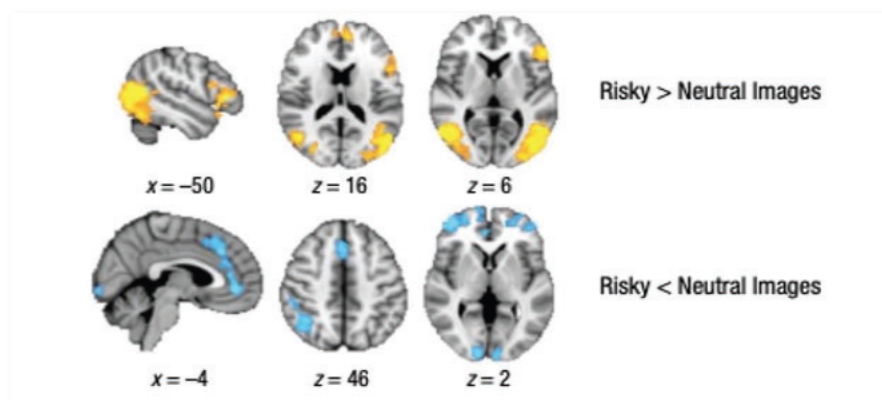 Risky > Neutral Images
x = –50
z = 16
z = 6
Risky < Neutral Images
x = –4
z = 46
z = 2